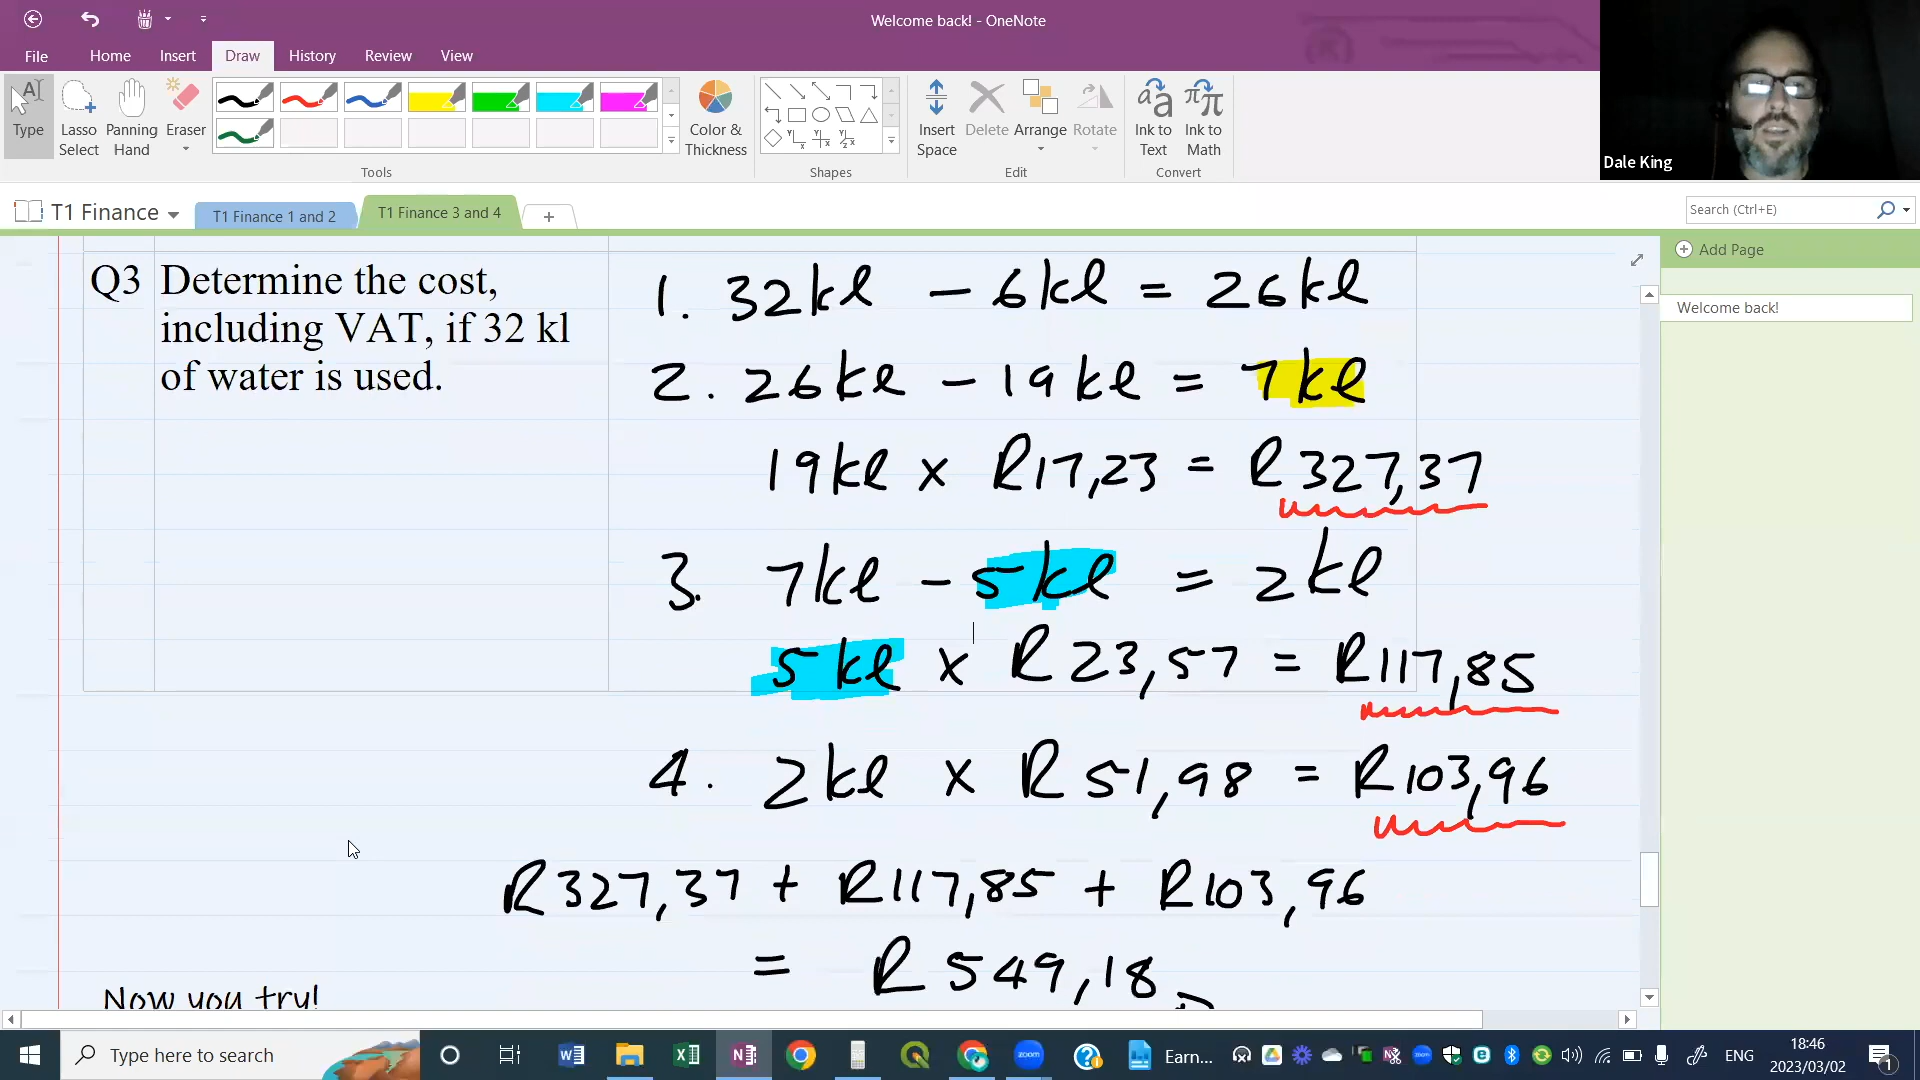 Welcome back! - OneNote
File Home Insert Draw History Review View
Type
Lasso Select
Panning Hand
Eraser
Color & Thickness
Insert Space
Delete
Arrange
Rotate
Ink to Text
Ink to Math
Tools
Shapes
Edit
Convert
Dale King
T1 Finance
T1 Finance 1 and 2
T1 Finance 3 and 4
Search (Ctrl+E)
Add Page
Welcome back!
Q3 Determine the cost,
including VAT, if 32 kl
of water is used.
1. 32kl - 6kl = 26kl
2. 26kl - 19kl = 7kl
19kl x R17,23 = R327,37
3. 7kl - 5kl = 2kl
5kl x R23,57 = R117,85
4. 2kl x R51,98 = R103,96
R327,37 + R117,85 + R103,96
= R549,18
Now you try!
Type here to search
Earn...
ENG
18:46
2023/03/02
1